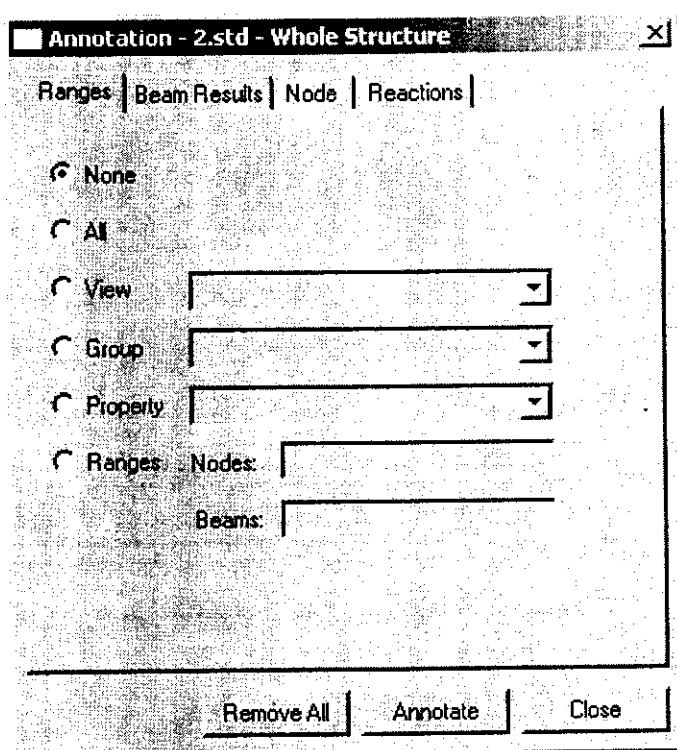 Annotation - 2.std - Whole Structure
Ranges Beam Results Node Reactions
None
All
View
Group
Property
Ranges Nodes:
Beams:
Remove All Annotate Close